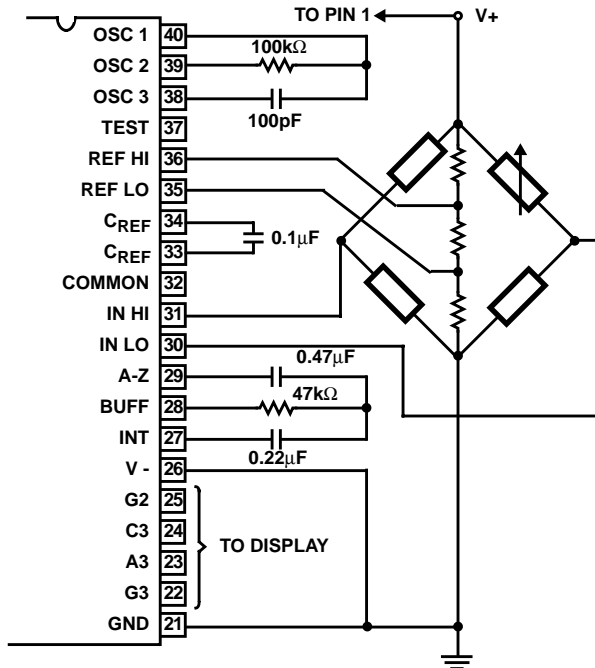 TO PIN 1 V+
OSC 1 40
100kΩ
OSC 2 39
OSC 3 38
100pF
TEST 37
REF HI 36
REF LO 35
CREF 34
0.1μF
CREF 33
COMMON 32
IN HI 31
IN LO 30
0.47μF
A-Z 29
47kΩ
BUFF 28
INT 27
0.22μF
V - 26
G2 25
C3 24
TO DISPLAY
A3 23
G3 22
GND 21